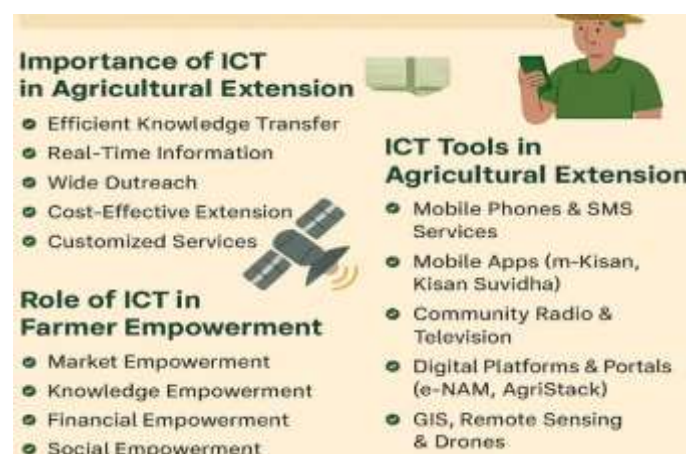 Importance of ICT
in Agricultural Extension
Efficient Knowledge Transfer
Real-Time Information
Wide Outreach
Cost-Effective Extension
Customized Services
Role of ICT in
Farmer Empowerment
Market Empowerment
Knowledge Empowerment
Financial Empowerment
Social Empowerment
ICT Tools in
Agricultural Extension
Mobile Phones & SMS
Services
Mobile Apps (m-Kisan,
Kisan Suvidha)
Community Radio &
Television
Digital Platforms & Portals
(e-NAM, AgriStack)
GIS, Remote Sensing
& Drones